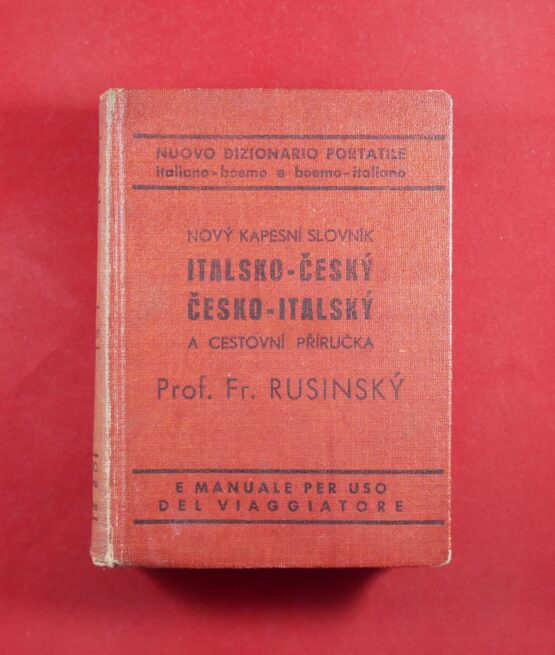 NUOVO DIZIONARIO PORTATILE
italiano-boemo e boemo-italiano
NOVÝ KAPESNÍ SLOVNÍK
ITALSKO-ČESKÝ
ČESKO-ITALSKÝ
A CESTOVNÍ PŘÍRUČKA
Prof. Fr. RUSINSKÝ
E MANUALE PER USO
DEL VIAGGIATORE